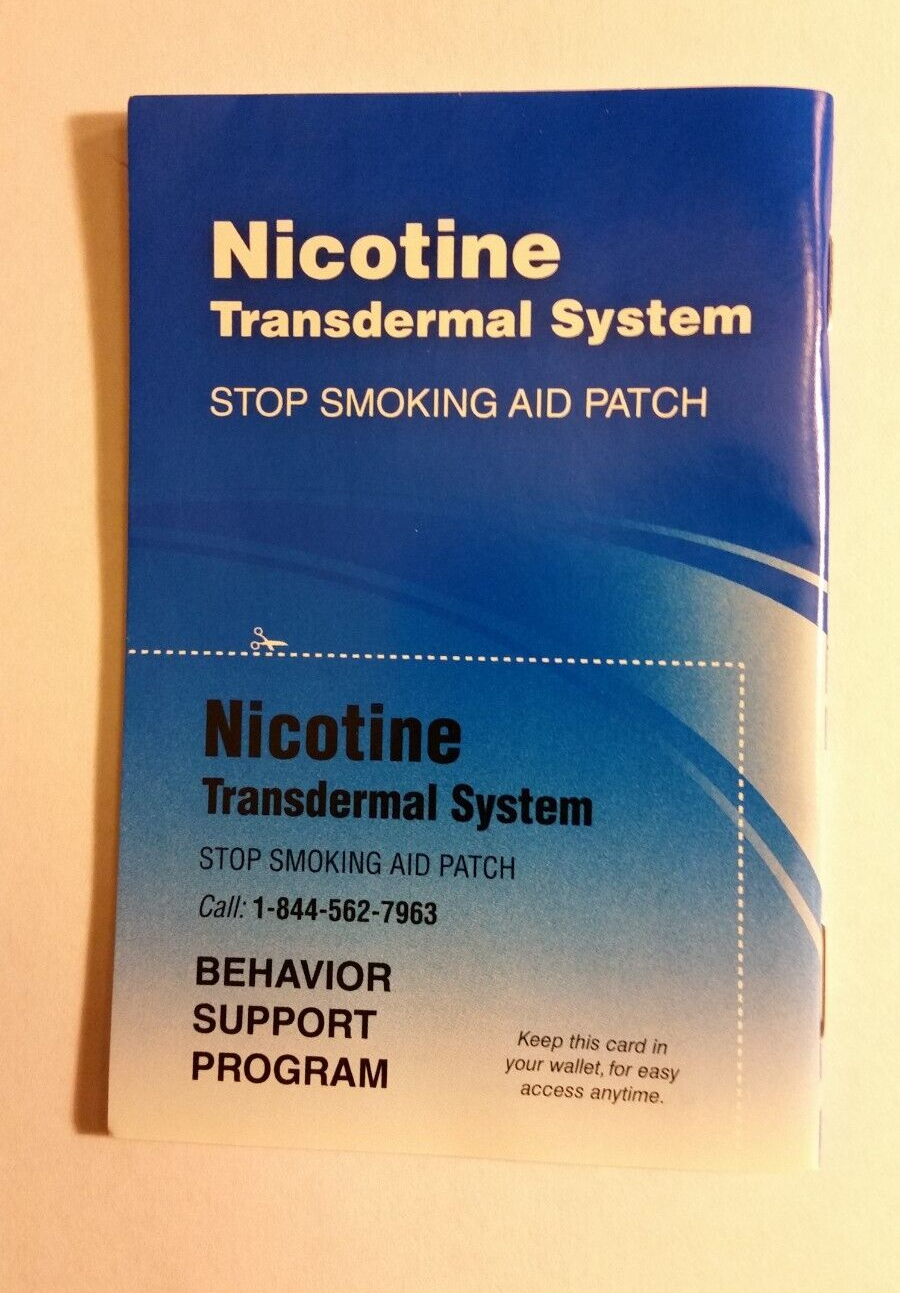 Nicotine
Transdermal System
STOP SMOKING AID PATCH
Nicotine
Transdermal System
STOP SMOKING AID PATCH
Call: 1-844-562-7963
BEHAVIOR
SUPPORT
PROGRAM
Keep this card in
your wallet, for easy
access anytime.